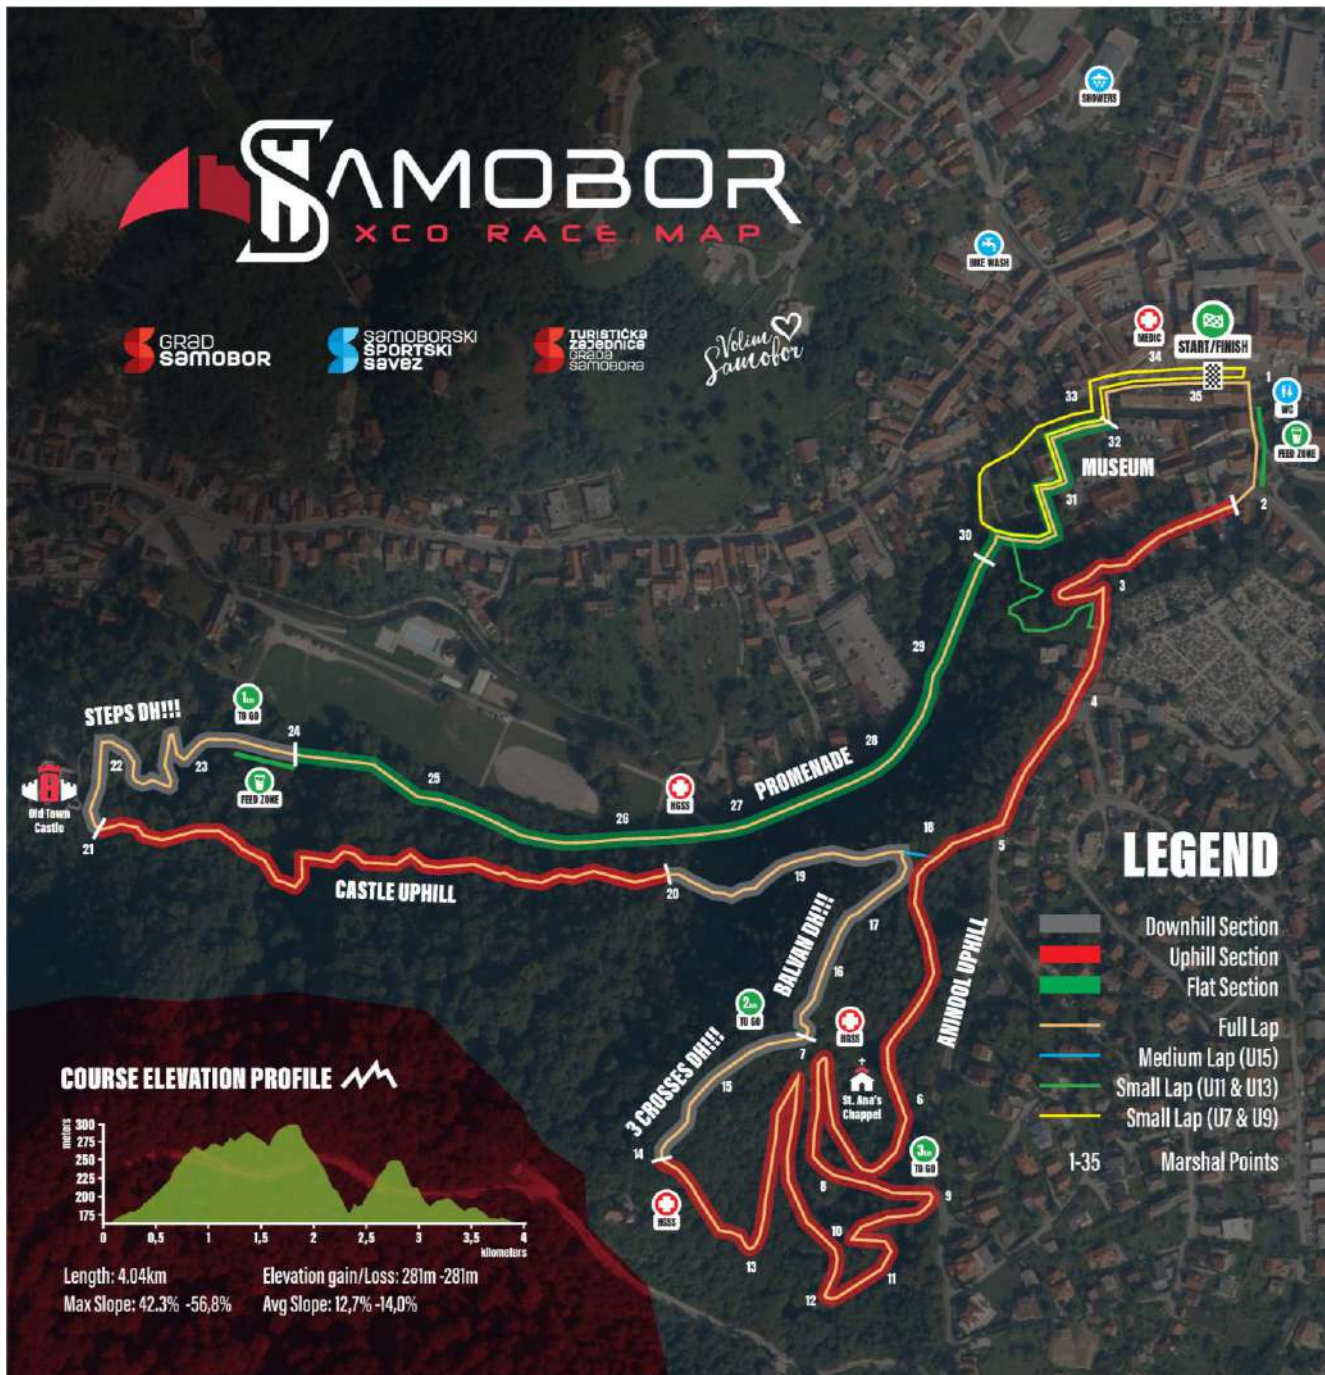 SAMOBOR
XCO RACE MAP
GRAD
SAMOBOR
SAMOBORSKI
ŠPORTSKI
SAVEZ
TURISTIČKA
ZAJEDNICA
GRADA
SAMOBORA
Volim
Samobor
SHOWERS
BIKE WASH
MEDIC
START/FINISH
34
33
35
1
WC
FEED ZONE
32
MUSEUM
31
2
30
3
29
4
STEPS DH!!!
1km
TO GO
24
22
23
FEED ZONE
25
Old Town
Castle
21
CASTLE UPHILL
26
HGSS
27
PROMENADE
28
18
5
20
19
17
BALVAN DH!!!
16
ANINDOL UPHILL
2km
TO GO
HGSS
7
3 CROSSES DH!!!
15
St. Ana's
Chappel
6
14
3km
TO GO
HGSS
8
9
10
13
11
12
LEGEND
Downhill Section
Uphill Section
Flat Section
Full Lap
Medium Lap (U15)
Small Lap (U11 & U13)
Small Lap (U7 & U9)
1-35 Marshal Points
COURSE ELEVATION PROFILE
meters
300
275
250
225
200
175
0 0,5 1 1,5 2 2,5 3 3,5 4
kilometers
Length: 4.04km Elevation gain/Loss: 281m -281m
Max Slope: 42.3% -56,8% Avg Slope: 12,7% -14,0%